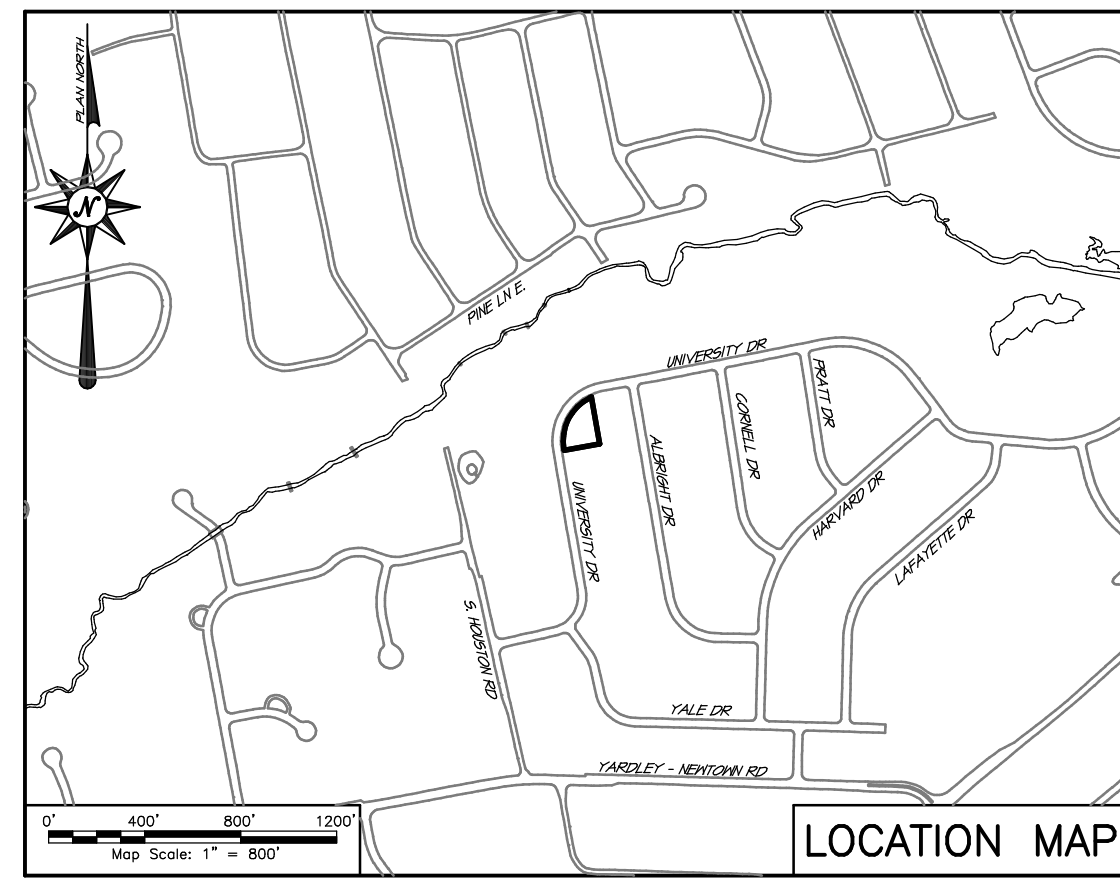 PLAN NORTH
N
PINE LN E.
UNIVERSITY DR
PRATT DR
CORNELL DR
ALBRIGHT DR
UNIVERSITY DR
HARVARD DR
LAFAYETTE DR
S. HOUSTON RD
YALE DR
YARDLEY - NEWTOWN RD
0' 400' 800' 1200'
Map Scale: 1" = 800'
LOCATION MAP